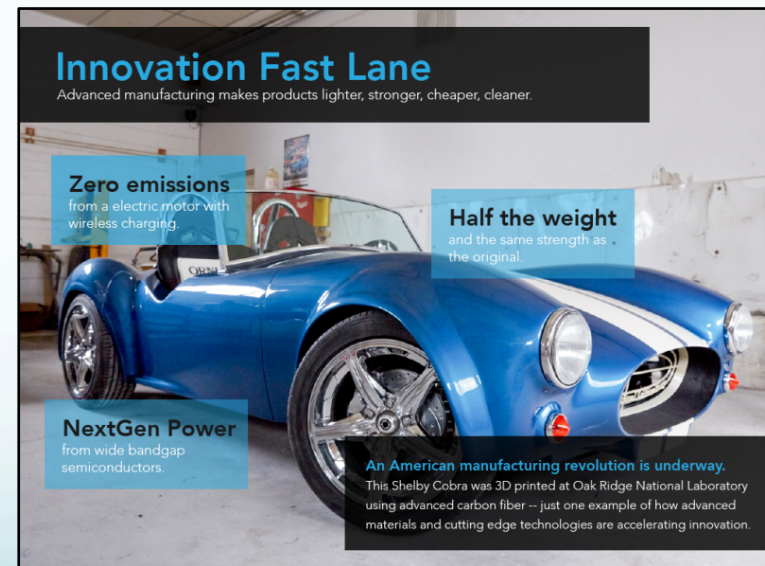 Innovation Fast Lane
Advanced manufacturing makes products lighter, stronger, cheaper, cleaner.
Zero emissions
from a electric motor with
wireless charging.
Half the weight
and the same strength as
the original.
NextGen Power
from wide bandgap
semiconductors.
An American manufacturing revolution is underway.
This Shelby Cobra was 3D printed at Oak Ridge National Laboratory
using advanced carbon fiber -- just one example of how advanced
materials and cutting edge technologies are accelerating innovation.